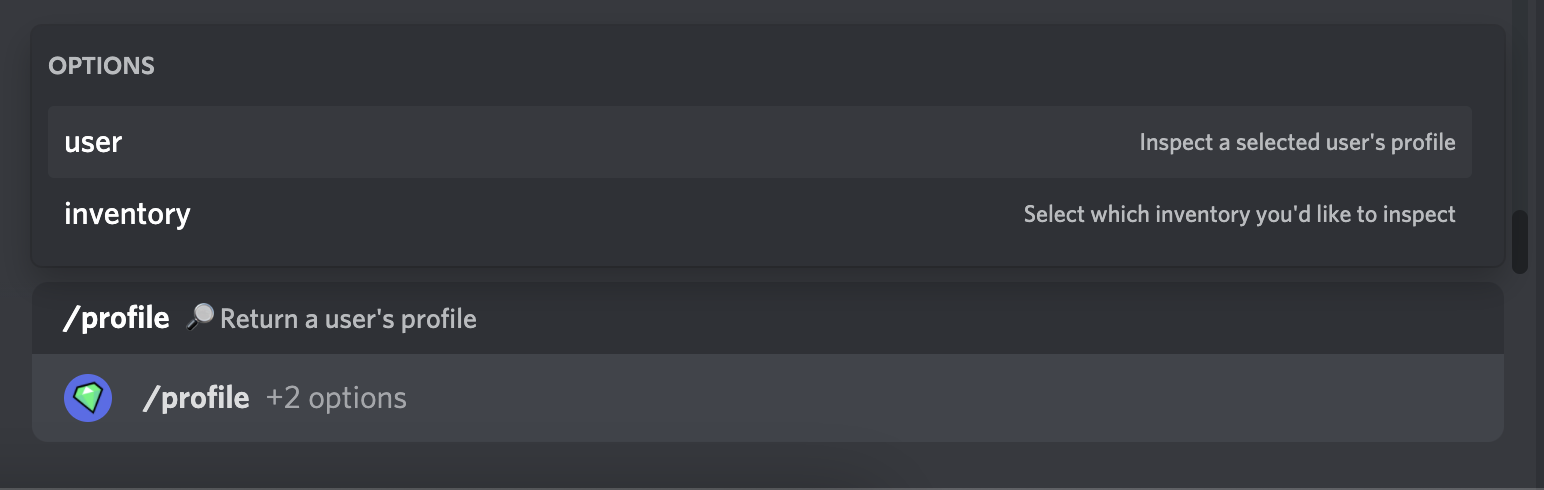 OPTIONS
user Inspect a selected user's profile
inventory Select which inventory you'd like to inspect
/profile 🔎 Return a user's profile
/profile +2 options